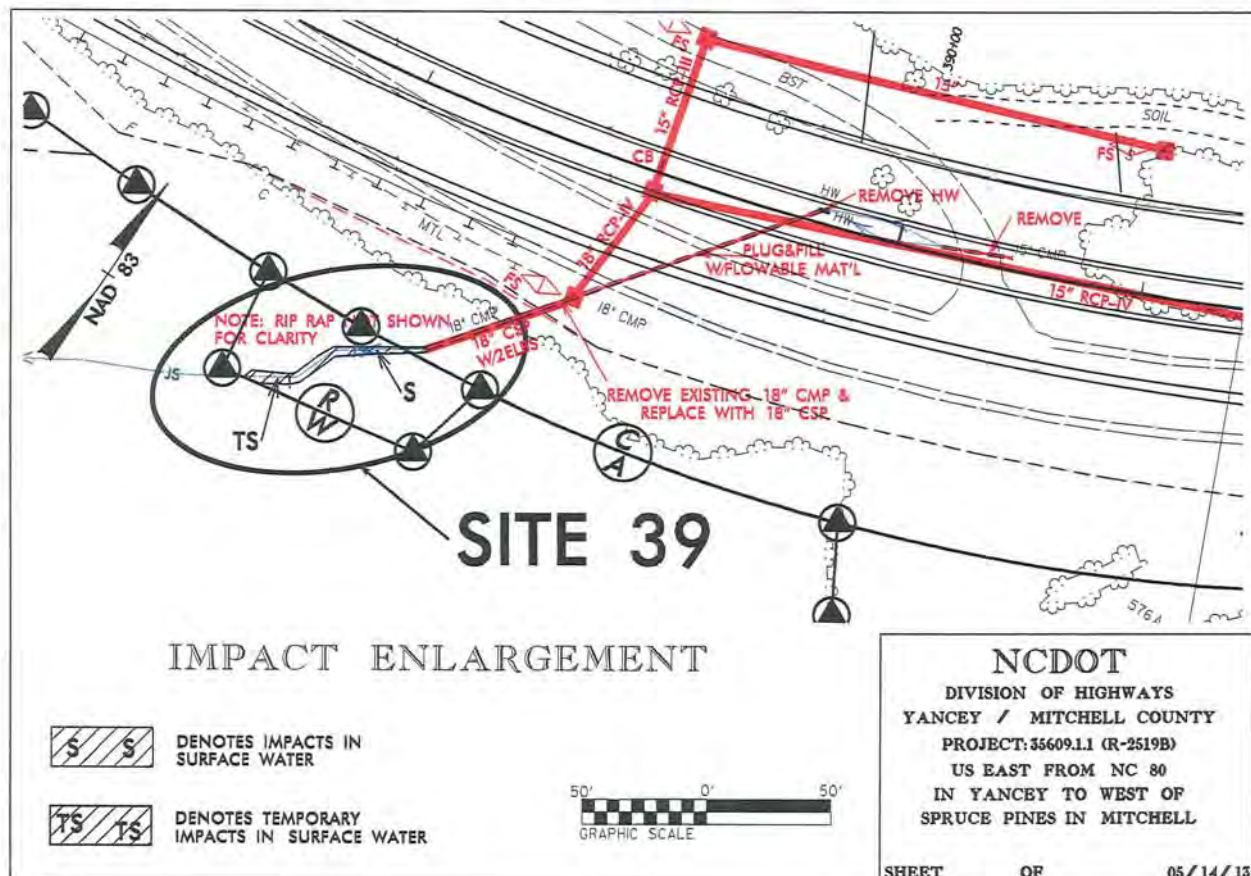 390+00
15"
BST
SOIL
15" RCP-III
FS
S
CB
HW
REMOVE HW
HW
REMOVE
F
C
MTL
18" RCP-IV
15" CMP
PLUG&FILL
W/FLOWABLE MAT'L
15" RCP-IV
NAD 83
NOTE: RIP RAP NOT SHOWN
FOR CLARITY
18" CMP
18" CMP
18" CSP
W/2ELBS
JS
S
REMOVE EXISTING 18" CMP &
REPLACE WITH 18" CSP
TS
R
W
C
A
SITE 39
576A
IMPACT ENLARGEMENT
S S
DENOTES IMPACTS IN
SURFACE WATER
TS TS
DENOTES TEMPORARY
IMPACTS IN SURFACE WATER
50' 0' 50'
GRAPHIC SCALE
NCDOT
DIVISION OF HIGHWAYS
YANCEY / MITCHELL COUNTY
PROJECT: 35609.1.1 (R-2519B)
US EAST FROM NC 80
IN YANCEY TO WEST OF
SPRUCE PINES IN MITCHELL
SHEET OF 05/14/13